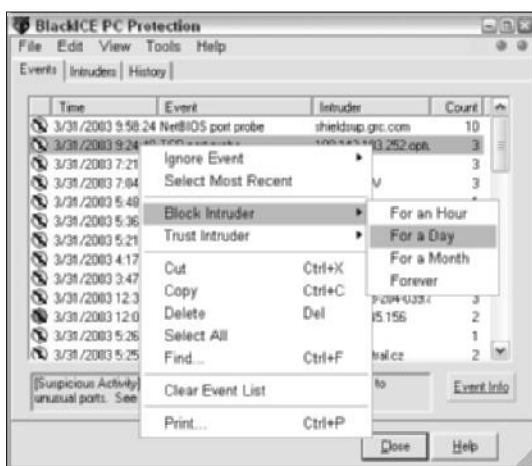 BlackICE PC Protection
File Edit View Tools Help
Events Intruders History
Time Event Intruder Count
3/31/2003 9:58:24 NetBIOS port probe shieldsup.grc.com 10
3/31/2003 9:24 TCP port probe 3
3/31/2003 7:21 3
3/31/2003 7:04 3
3/31/2003 5:48
3/31/2003 5:36
3/31/2003 5:21
3/31/2003 4:17
3/31/2003 3:47
3/31/2003 12:3 3
3/31/2003 12:0 2
3/31/2003 5:26 1
3/31/2003 5:25 2
Ignore Event
Select Most Recent
Block Intruder
Trust Intruder
Cut Ctrl+X
Copy Ctrl+C
Delete Del
Select All
Find... Ctrl+F
Clear Event List
Print... Ctrl+P
For an Hour
For a Day
For a Month
Forever
[Suspicious Activity] to
unusual ports. See
Event Info
Close Help